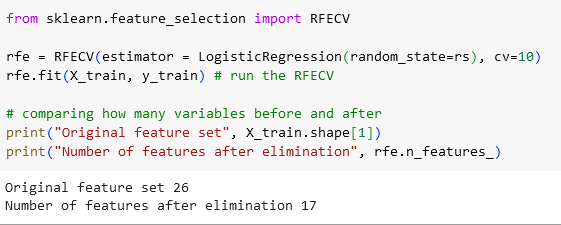 from sklearn.feature_selection import RFECV
rfe = RFECV(estimator = LogisticRegression(random_state=rs), cv=10)
rfe.fit(X_train, y_train) # run the RFECV
# comparing how many variables before and after
print("Original feature set", X_train.shape[1])
print("Number of features after elimination", rfe.n_features_)
Original feature set 26
Number of features after elimination 17